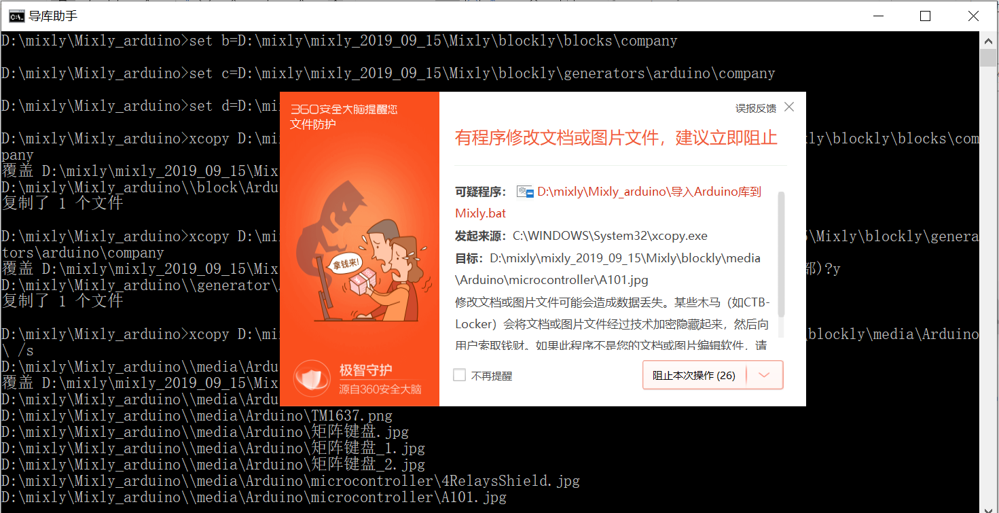 导库助手
D:\mixly\Mixly_arduino>set b=D:\mixly\mixly_2019_09_15\Mixly\blockly\blocks\company
D:\mixly\Mixly_arduino>set c=D:\mixly\mixly_2019_09_15\Mixly\blockly\generators\arduino\company
D:\mixly\Mixly_arduino>set d=D:\mi
D:\mixly\Mixly_arduino>xcopy D:\mi
ly\blockly\blocks\com
pany
覆盖 D:\mixly\mixly_2019_09_15\Mix
D:\mixly\Mixly_arduino\\block\Ardu
复制了 1 个文件
D:\mixly\Mixly_arduino>xcopy D:\mi
\Mixly\blockly\genera
tors\arduino\company
覆盖 D:\mixly\mixly_2019_09_15\Mix
部)?y
D:\mixly\Mixly_arduino\\generator\
复制了 1 个文件
D:\mixly\Mixly_arduino>xcopy D:\mi
blockly\media\Arduino
\ /s
D:\mixly\Mixly_arduino\\media\Ardu
覆盖 D:\mixly\mixly_2019_09_15\Mix
D:\mixly\Mixly_arduino\\media\Ardu
D:\mixly\Mixly_arduino\\media\Arduino\TM1637.png
D:\mixly\Mixly_arduino\\media\Arduino\矩阵键盘.jpg
D:\mixly\Mixly_arduino\\media\Arduino\矩阵键盘_1.jpg
D:\mixly\Mixly_arduino\\media\Arduino\矩阵键盘_2.jpg
D:\mixly\Mixly_arduino\\media\Arduino\microcontroller\4RelaysShield.jpg
D:\mixly\Mixly_arduino\\media\Arduino\microcontroller\A101.jpg
360安全大脑提醒您
文件防护
拿钱来!
极智守护
源自360安全大脑
误报反馈
有程序修改文档或图片文件，建议立即阻止
可疑程序： D:\mixly\Mixly_arduino\导入Arduino库到
Mixly.bat
发起来源：C:\WINDOWS\System32\xcopy.exe
目标：D:\mixly\mixly_2019_09_15\Mixly\blockly\media
\Arduino\microcontroller\A101.jpg
修改文档或图片文件可能会造成数据丢失。某些木马（如CTB-
Locker）会将文档或图片文件经过技术加密隐藏起来，然后向
用户索取钱财。如果此程序不是您的文档或图片编辑软件，请
不再提醒
阻止本次操作 (26)